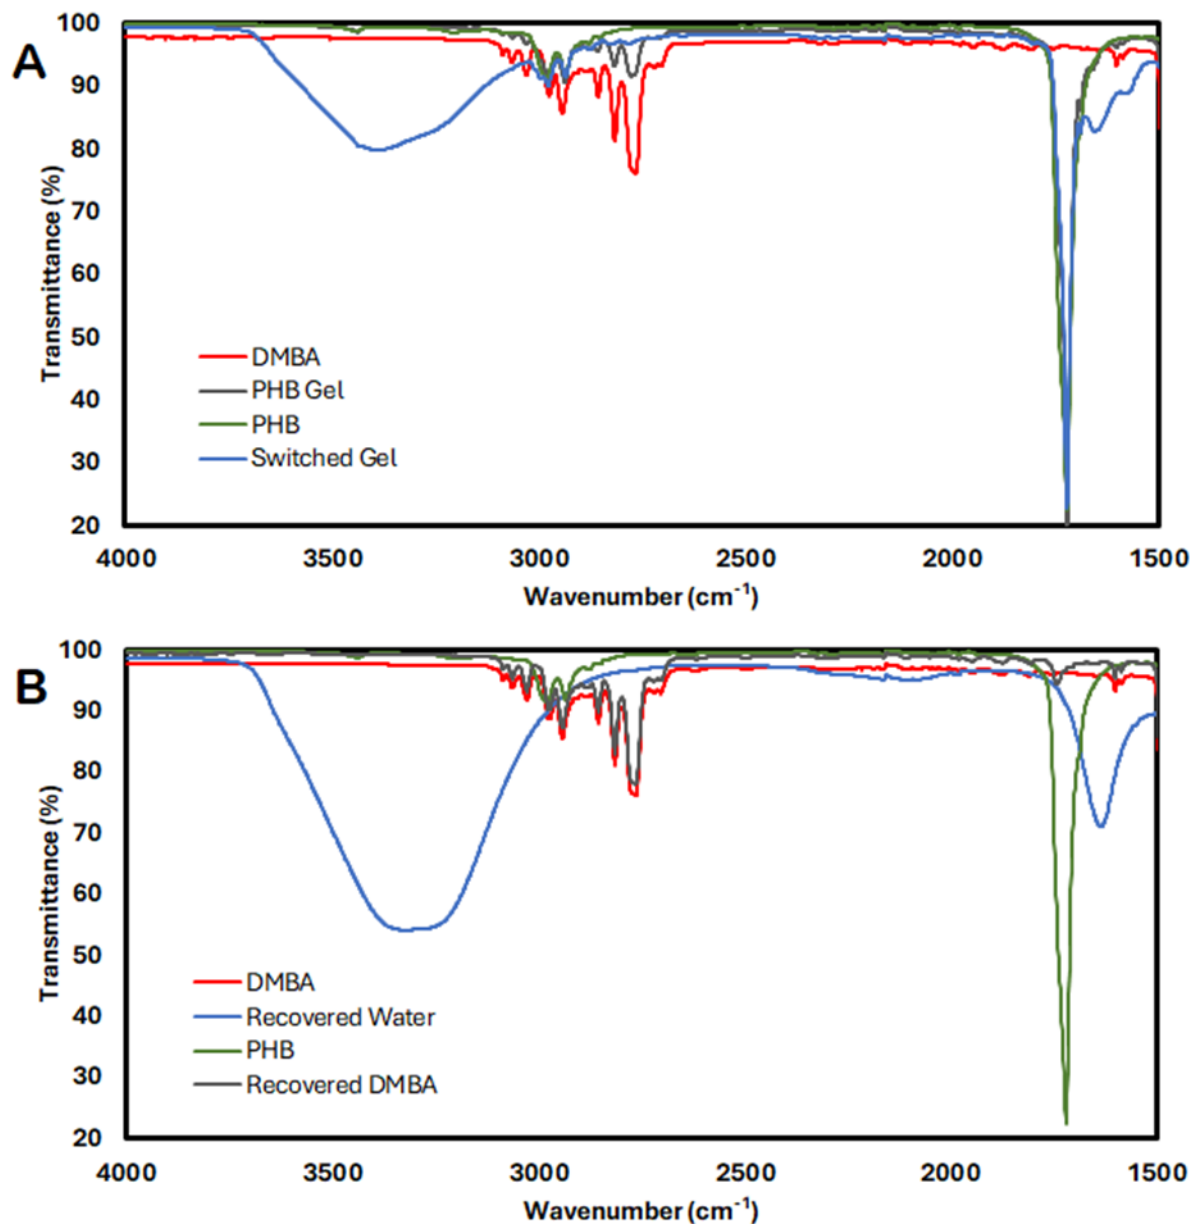 A
100
90
80
70
60
50
40
30
20
Transmittance (%)
DMBA
PHB Gel
PHB
Switched Gel
4000 3500 3000 2500 2000 1500
Wavenumber (cm⁻¹)
B
100
90
80
70
60
50
40
30
20
Transmittance (%)
DMBA
Recovered Water
PHB
Recovered DMBA
4000 3500 3000 2500 2000 1500
Wavenumber (cm⁻¹)